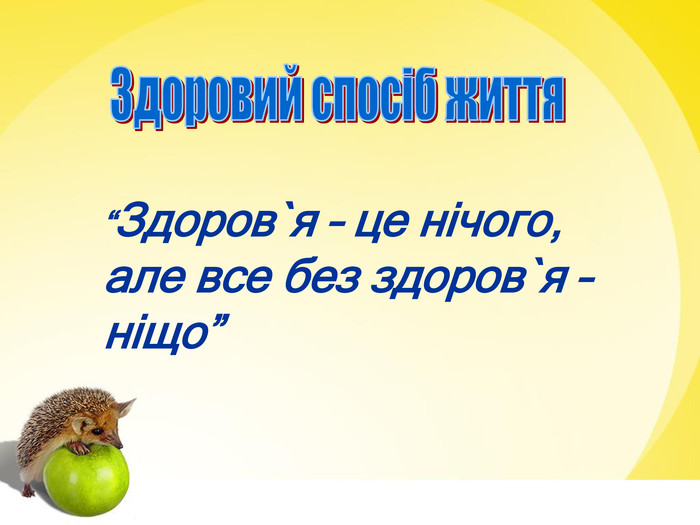 Здоровий спосіб життя
“Здоров`я – це нічого,
але все без здоров`я –
ніщо”